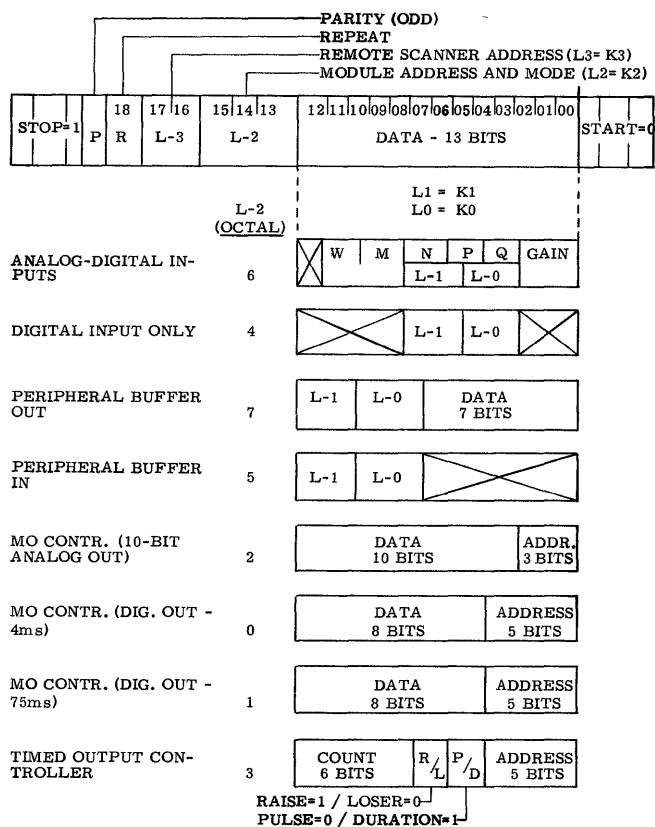 PARITY (ODD)
REPEAT
REMOTE SCANNER ADDRESS (L3= K3)
MODULE ADDRESS AND MODE (L2= K2)
STOP=1 P 18 R 17 16 L-3 15 14 13 L-2 12 11 10 09 08 07 06 05 04 03 02 01 00 DATA - 13 BITS START=0
L1 = K1
L0 = K0
L-2
(OCTAL)
ANALOG-DIGITAL IN-
PUTS 6 W M N P Q GAIN
L-1 L-0
DIGITAL INPUT ONLY 4 L-1 L-0
PERIPHERAL BUFFER
OUT 7 L-1 L-0 DATA
7 BITS
PERIPHERAL BUFFER
IN 5 L-1 L-0
MO CONTR. (10-BIT
ANALOG OUT) 2 DATA
10 BITS ADDR.
3 BITS
MO CONTR. (DIG. OUT -
4ms) 0 DATA
8 BITS ADDRESS
5 BITS
MO CONTR. (DIG. OUT -
75ms) 1 DATA
8 BITS ADDRESS
5 BITS
TIMED OUTPUT CON-
TROLLER 3 COUNT
6 BITS R/L P/D ADDRESS
5 BITS
RAISE=1 / LOSER=0
PULSE=0 / DURATION=1